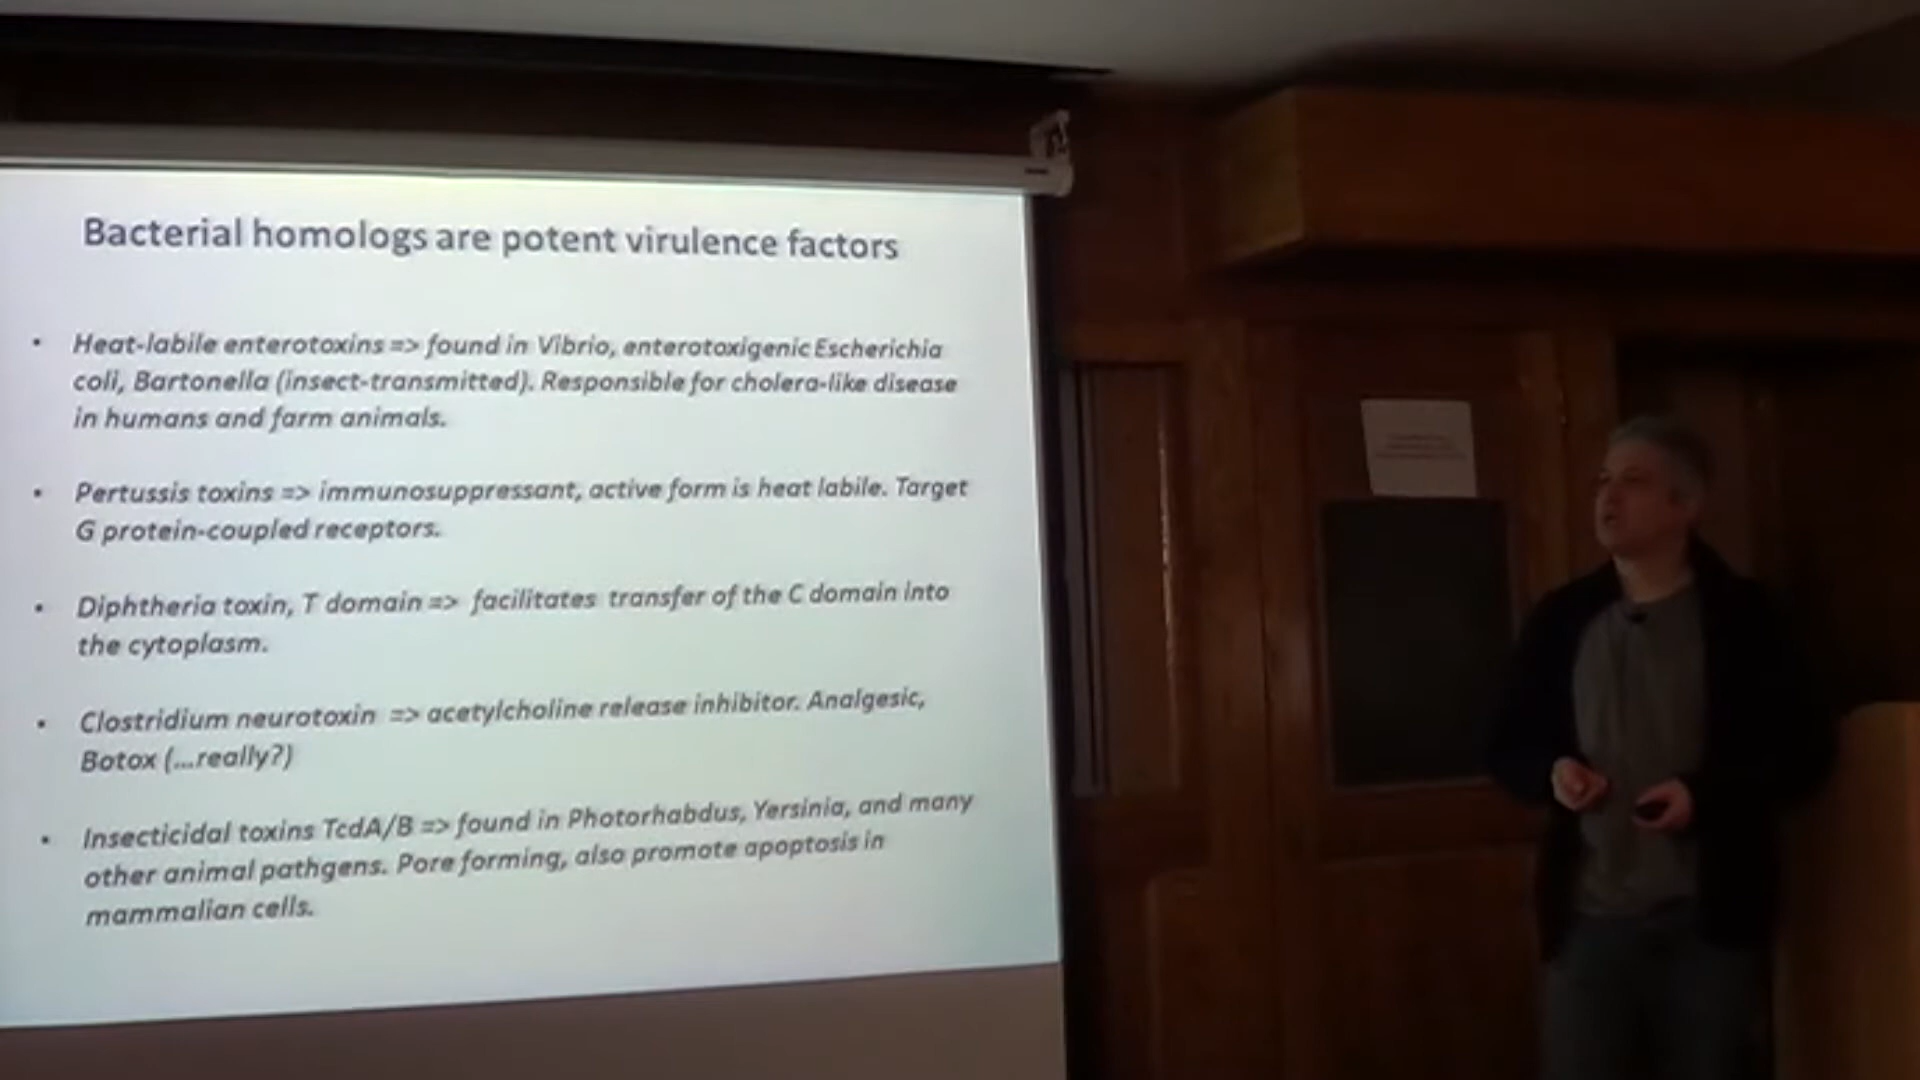 Bacterial homologs are potent virulence factors
• Heat-labile enterotoxins => found in Vibrio, enterotoxigenic Escherichia
coli, Bartonella (insect-transmitted). Responsible for cholera-like disease
in humans and farm animals.
• Pertussis toxins => immunosuppressant, active form is heat labile. Target
G protein-coupled receptors.
• Diphtheria toxin, T domain => facilitates transfer of the C domain into
the cytoplasm.
• Clostridium neurotoxin => acetylcholine release inhibitor. Analgesic,
Botox (...really?)
• Insecticidal toxins TcdA/B => found in Photorhabdus, Yersinia, and many
other animal pathgens. Pore forming, also promote apoptosis in
mammalian cells.